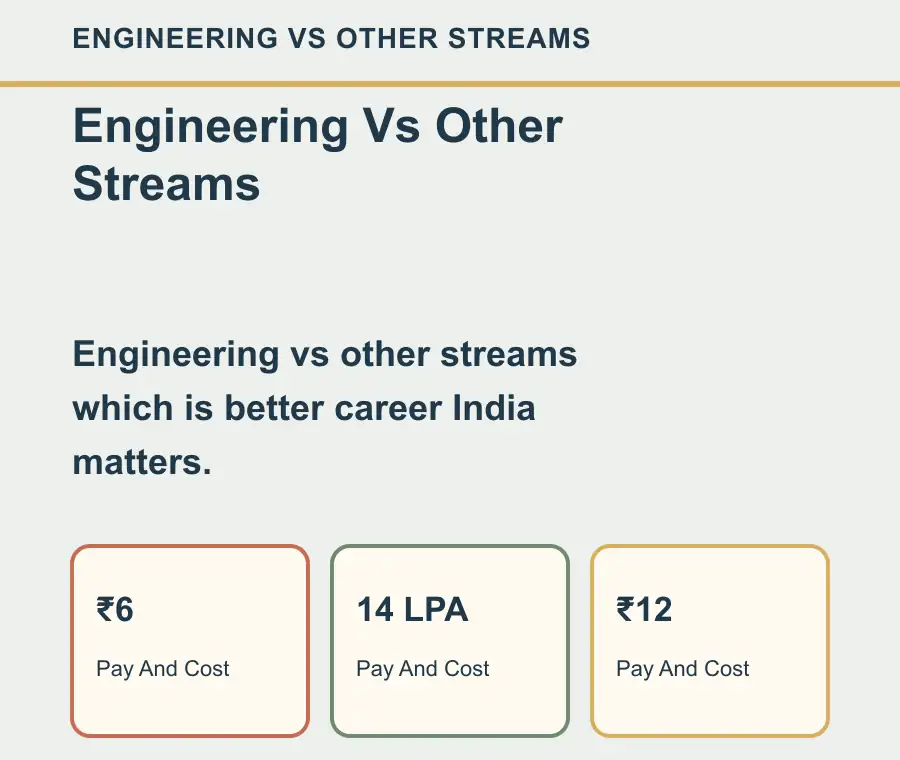 ENGINEERING VS OTHER STREAMS
Engineering Vs Other
Streams
Engineering vs other streams
which is better career India
matters.
₹6
Pay And Cost
14 LPA
Pay And Cost
₹12
Pay And Cost